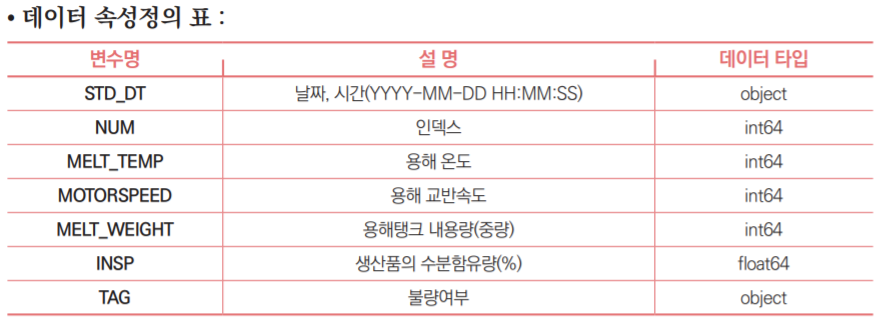 • 데이터 속성정의 표 :
변수명 설 명 데이터 타입
STD_DT 날짜, 시간(YYYY-MM-DD HH:MM:SS) object
NUM 인덱스 int64
MELT_TEMP 용해 온도 int64
MOTORSPEED 용해 교반속도 int64
MELT_WEIGHT 용해탱크 내용량(중량) int64
INSP 생산품의 수분함유량(%) float64
TAG 불량여부 object